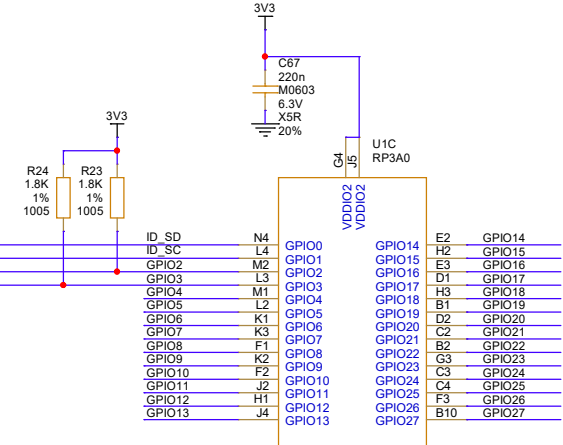 3V3
C67
220n
M0603
6.3V
X5R
20%
3V3
R24 R23
1.8K 1.8K
1% 1%
1005 1005
U1C
RP3A0
G4 J5
VDDIO2 VDDIO2
ID_SD N4 GPIO0 GPIO14 E2 GPIO14
ID_SC L4 GPIO1 GPIO15 H2 GPIO15
GPIO2 M2 GPIO2 GPIO16 E3 GPIO16
GPIO3 L3 GPIO3 GPIO17 D1 GPIO17
GPIO4 M1 GPIO4 GPIO18 H3 GPIO18
GPIO5 L2 GPIO5 GPIO19 B1 GPIO19
GPIO6 K1 GPIO6 GPIO20 D2 GPIO20
GPIO7 K3 GPIO7 GPIO21 C2 GPIO21
GPIO8 F1 GPIO8 GPIO22 B2 GPIO22
GPIO9 K2 GPIO9 GPIO23 G3 GPIO23
GPIO10 F2 GPIO10 GPIO24 C3 GPIO24
GPIO11 J2 GPIO11 GPIO25 C4 GPIO25
GPIO12 H1 GPIO12 GPIO26 F3 GPIO26
GPIO13 J4 GPIO13 GPIO27 B10 GPIO27